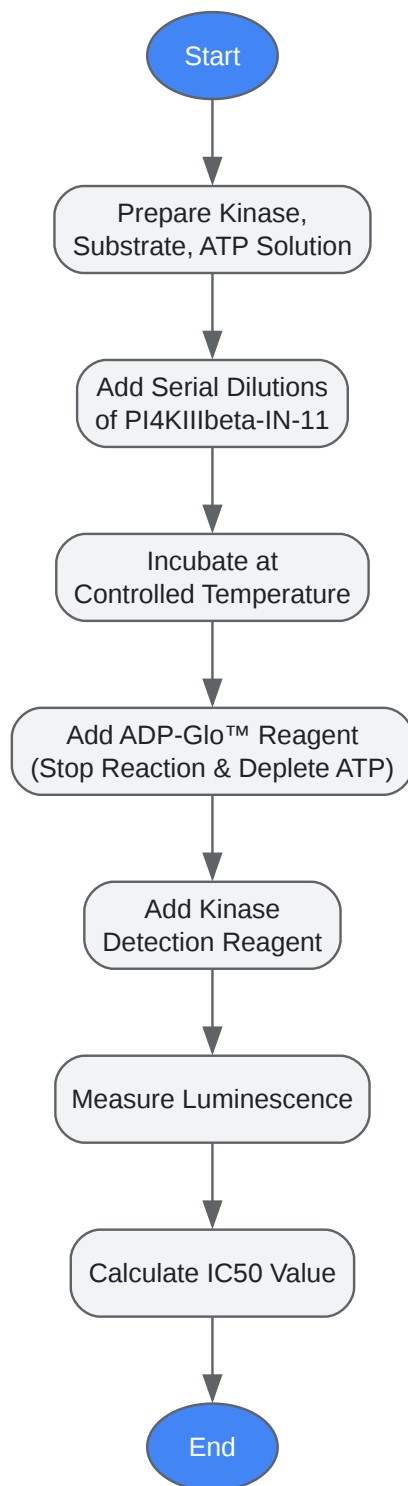 Start
Prepare Kinase,
Substrate, ATP Solution
Add Serial Dilutions
of PI4KIIIbeta-IN-11
Incubate at
Controlled Temperature
Add ADP-Glo™ Reagent
(Stop Reaction & Deplete ATP)
Add Kinase
Detection Reagent
Measure Luminescence
Calculate IC50 Value
End